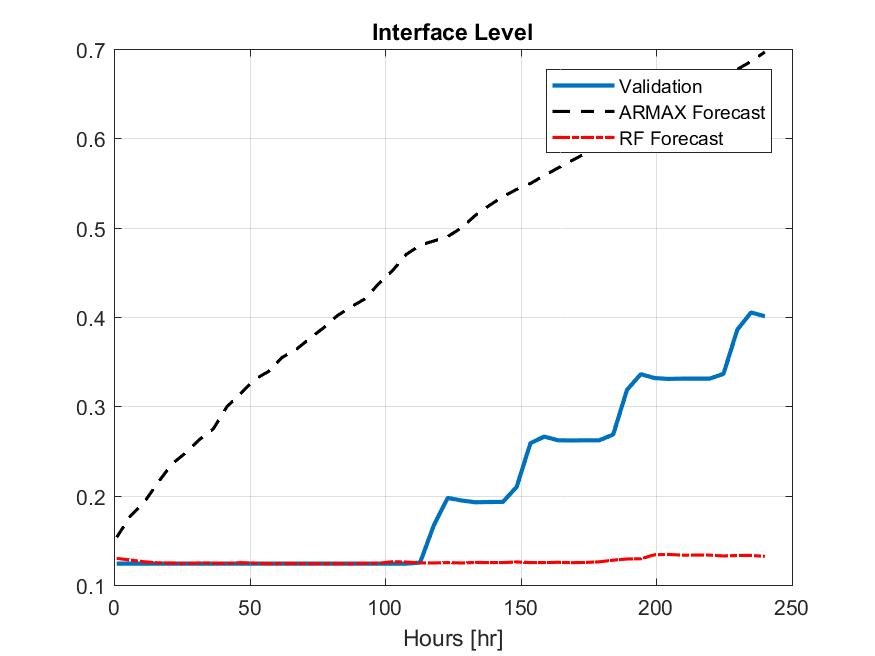 Interface Level
0.7
0.6
0.5
0.4
0.3
0.2
0.1
Validation
ARMAX Forecast
RF Forecast
0 50 100 150 200 250
Hours [hr]